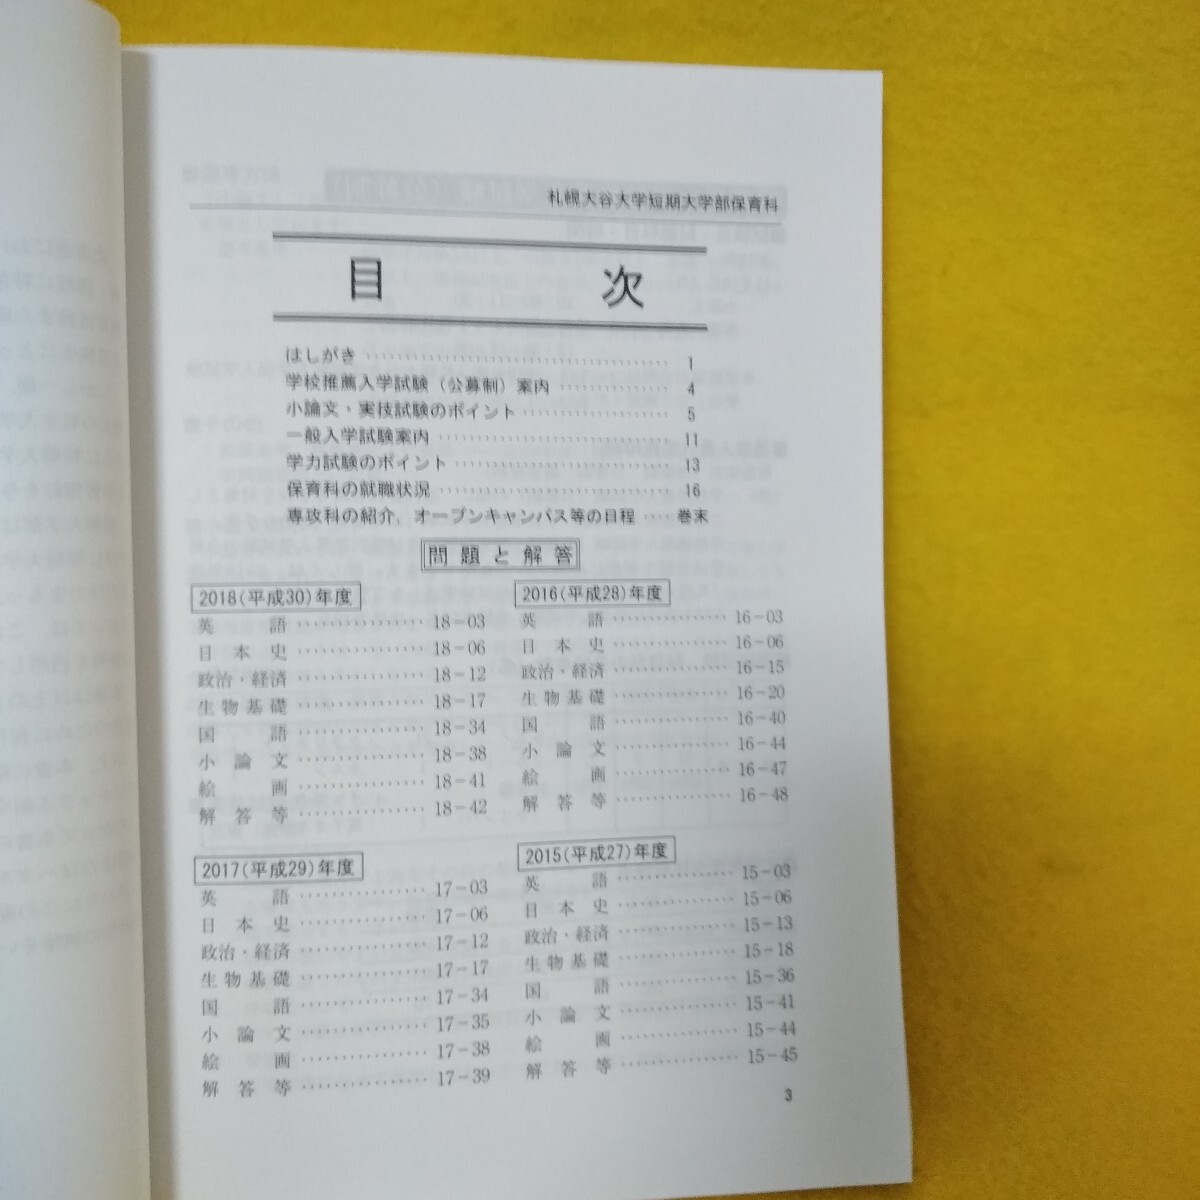 札幌大谷大学短期大学部保育科
目次
はしがき …… 1
学校推薦入学試験（公募制）案内 …… 4
小論文・実技試験のポイント …… 5
一般入学試験案内 …… 11
学力試験のポイント …… 13
保育科の就職状況 …… 16
専攻科の紹介，オープンキャンパス等の日程 …… 巻末
問題と解答
2018(平成30)年度
英語 …… 18－03
日本史 …… 18－06
政治・経済 …… 18－12
生物基礎 …… 18－17
国語 …… 18－34
小論文 …… 18－38
絵画 …… 18－41
解答等 …… 18－42
2017(平成29)年度
英語 …… 17－03
日本史 …… 17－06
政治・経済 …… 17－12
生物基礎 …… 17－17
国語 …… 17－34
小論文 …… 17－35
絵画 …… 17－38
解答等 …… 17－39
2016(平成28)年度
英語 …… 16－03
日本史 …… 16－06
政治・経済 …… 16－15
生物基礎 …… 16－20
国語 …… 16－40
小論文 …… 16－44
絵画 …… 16－47
解答等 …… 16－48
2015(平成27)年度
英語 …… 15－03
日本史 …… 15－06
政治・経済 …… 15－13
生物基礎 …… 15－18
国語 …… 15－36
小論文 …… 15－41
絵画 …… 15－44
解答等 …… 15－45
3